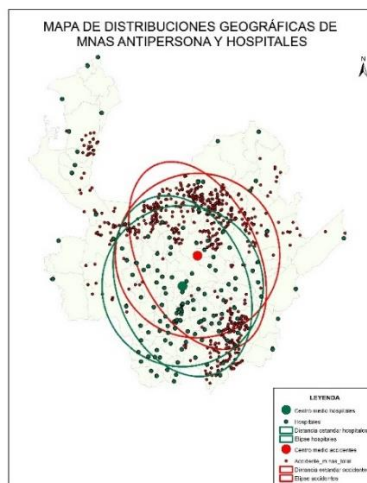 MAPA DE DISTRIBUCIONES GEOGRÁFICAS DE
MNAS ANTIPERSONA Y HOSPITALES
N
LEYENDA
Centro medio hospitales
Hospitales
Distancia estandar hospitales
Elipse hospitales
Centro medio accidentes
Accidente_minas_total
Distancia estandar accidentes
Elipse accidentes